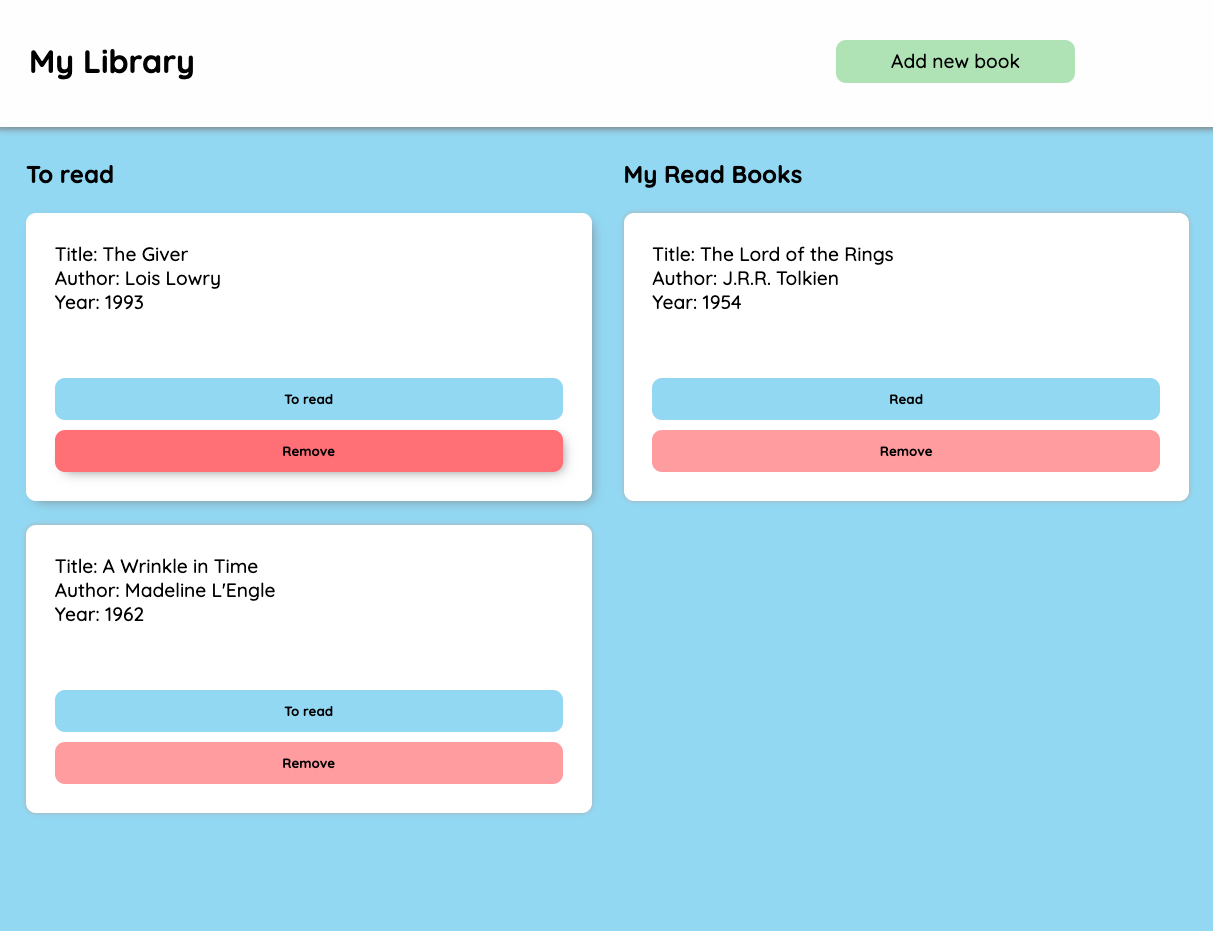 My Library
Add new book
To read
Title: The Giver
Author: Lois Lowry
Year: 1993
To read
Remove
Title: A Wrinkle in Time
Author: Madeline L'Engle
Year: 1962
To read
Remove
My Read Books
Title: The Lord of the Rings
Author: J.R.R. Tolkien
Year: 1954
Read
Remove